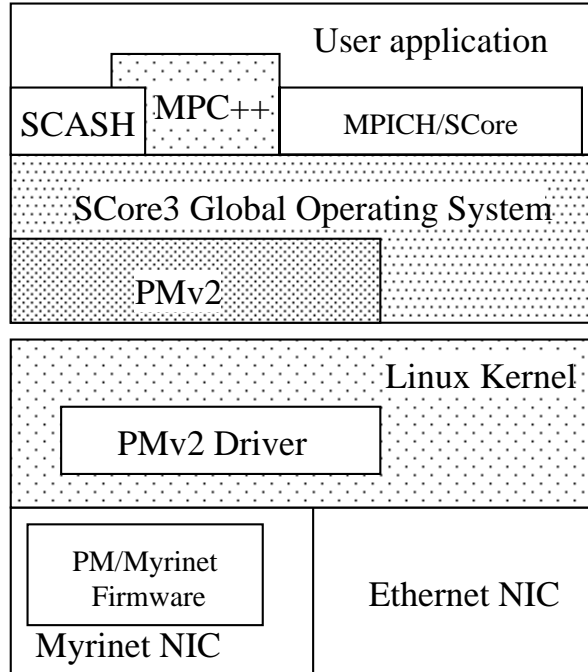 User application
SCASH
MPC++
MPICH/SCore
SCore3 Global Operating System
PMv2
Linux Kernel
PMv2 Driver
PM/Myrinet
Firmware
Myrinet NIC
Ethernet NIC